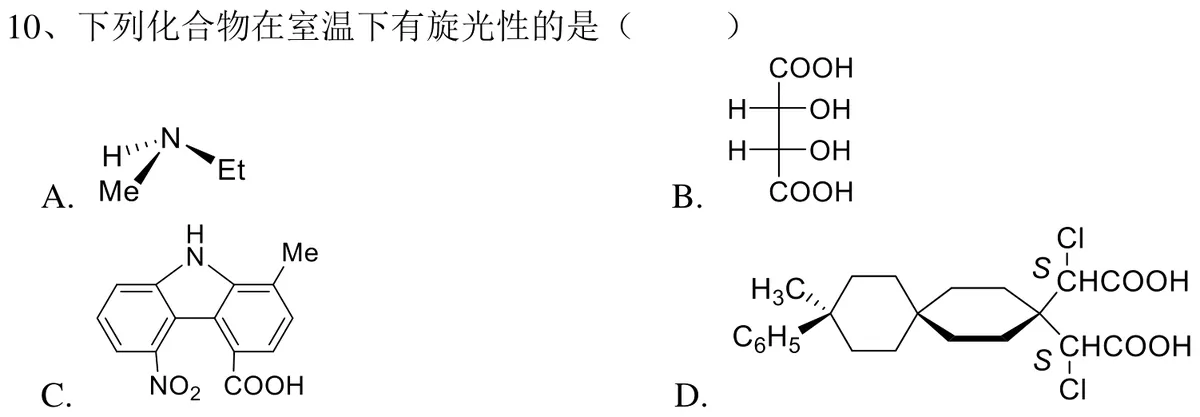 10、下列化合物在室温下有旋光性的是（ ）
A.
H N Et
Me
B.
COOH
H OH
H OH
COOH
C.
H
N
Me
NO2 COOH
D.
H3C
C6H5
Cl
S CHCOOH
S CHCOOH
Cl